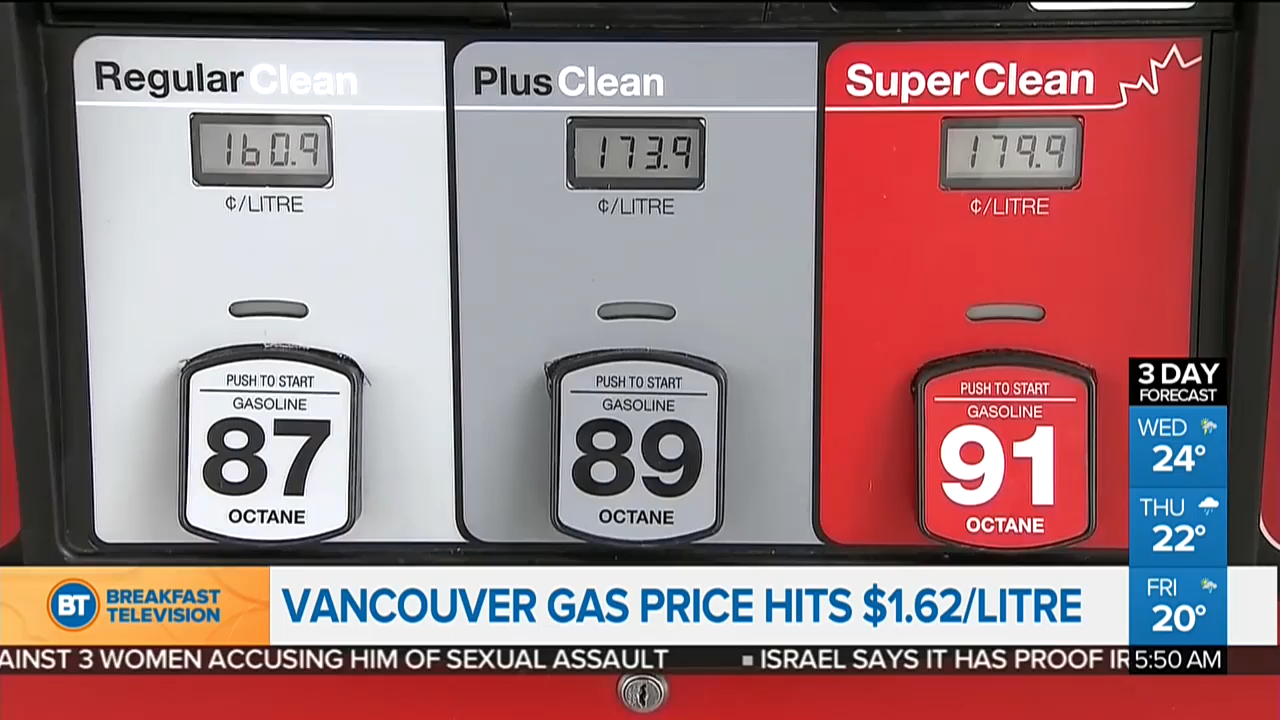 Regular Clean
160.9
¢/LITRE
PUSH TO START
GASOLINE
87
OCTANE
Plus Clean
173.9
¢/LITRE
PUSH TO START
GASOLINE
89
OCTANE
Super Clean
179.9
¢/LITRE
PUSH TO START
GASOLINE
91
OCTANE
3 DAY
FORECAST
WED
24°
THU
22°
FRI
20°
BT
BREAKFAST
TELEVISION
VANCOUVER GAS PRICE HITS $1.62/LITRE
AINST 3 WOMEN ACCUSING HIM OF SEXUAL ASSAULT ▪ ISRAEL SAYS IT HAS PROOF IR
5:50 AM